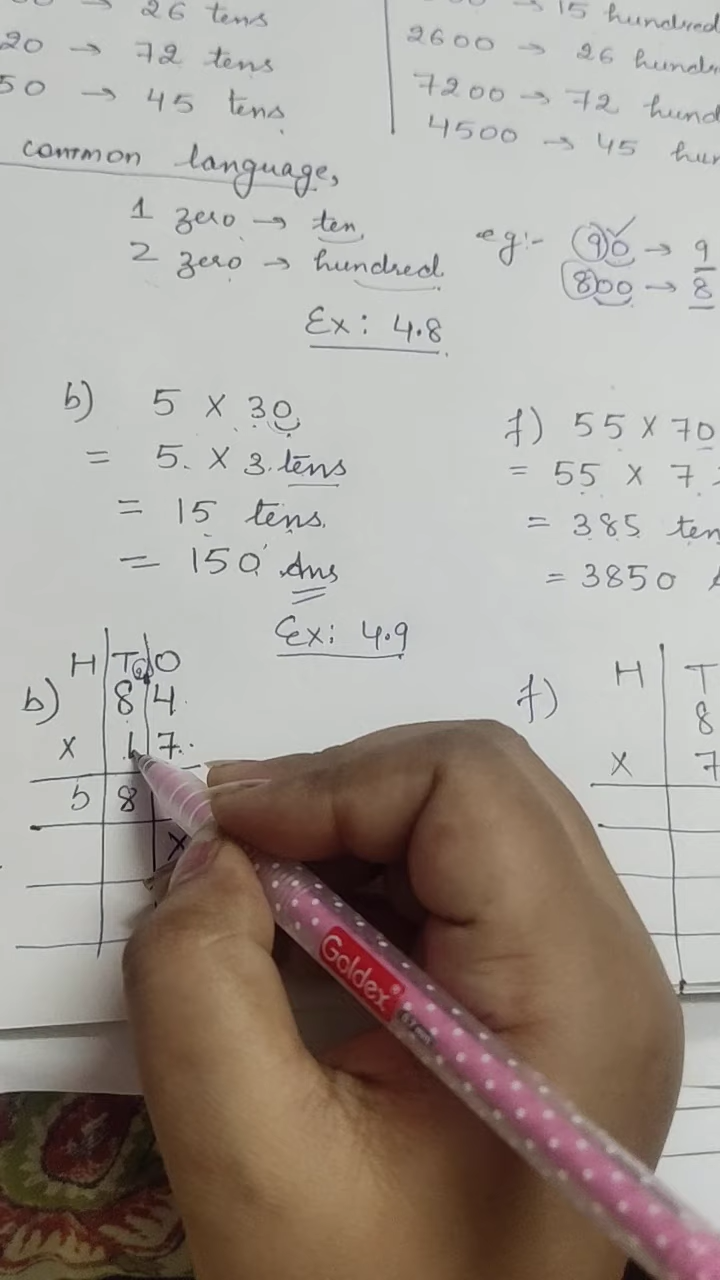 26 tens
20 → 72 tens
50 → 45 tens
→ 15 hundred
2600 → 26
7200 → 72
4500 → 45
common language,
1 zero → ten
2 zero → hundred
eg:- 90 → 9
800 → 8
Ex: 4.8
b) 5 X 30
= 5 X 3 tens
= 15 tens
= 150 Ans
f) 55 X 70
= 55 X 7
= 385
= 3850
Ex: 4.9
H T O
b) 8 4
X 1 7
5 8
X
f) H T
8
X 7
Goldex